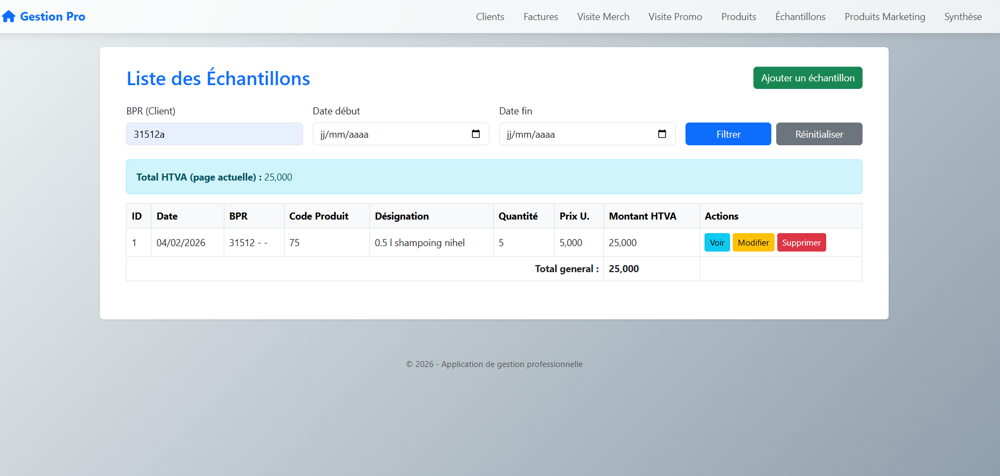 Gestion Pro Clients Factures Visite Merch Visite Promo Produits Échantillons Produits Marketing Synthèse
Liste des Échantillons Ajouter un échantillon
BPR (Client) Date début Date fin
31512a jj/mm/aaaa jj/mm/aaaa Filtrer Réinitialiser
Total HTVA (page actuelle) : 25,000
ID Date BPR Code Produit Désignation Quantité Prix U. Montant HTVA Actions
1 04/02/2026 31512 - - 75 0.5 l shampoing nihel 5 5,000 25,000 Voir Modifier Supprimer
Total general : 25,000
© 2026 - Application de gestion professionnelle